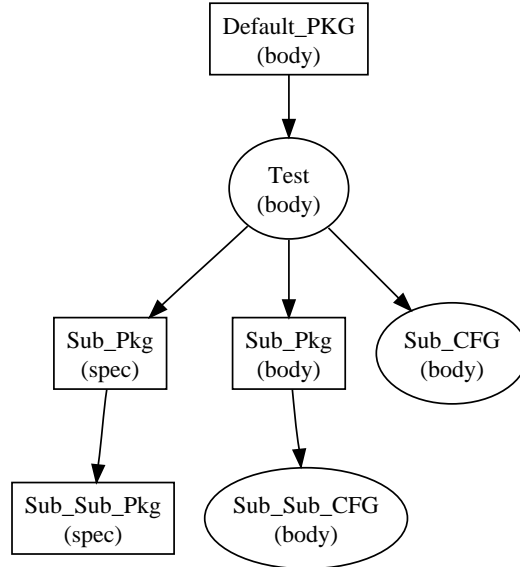 Default_PKG
(body)
Test
(body)
Sub_Pkg
(spec)
Sub_Pkg
(body)
Sub_CFG
(body)
Sub_Sub_Pkg
(spec)
Sub_Sub_CFG
(body)